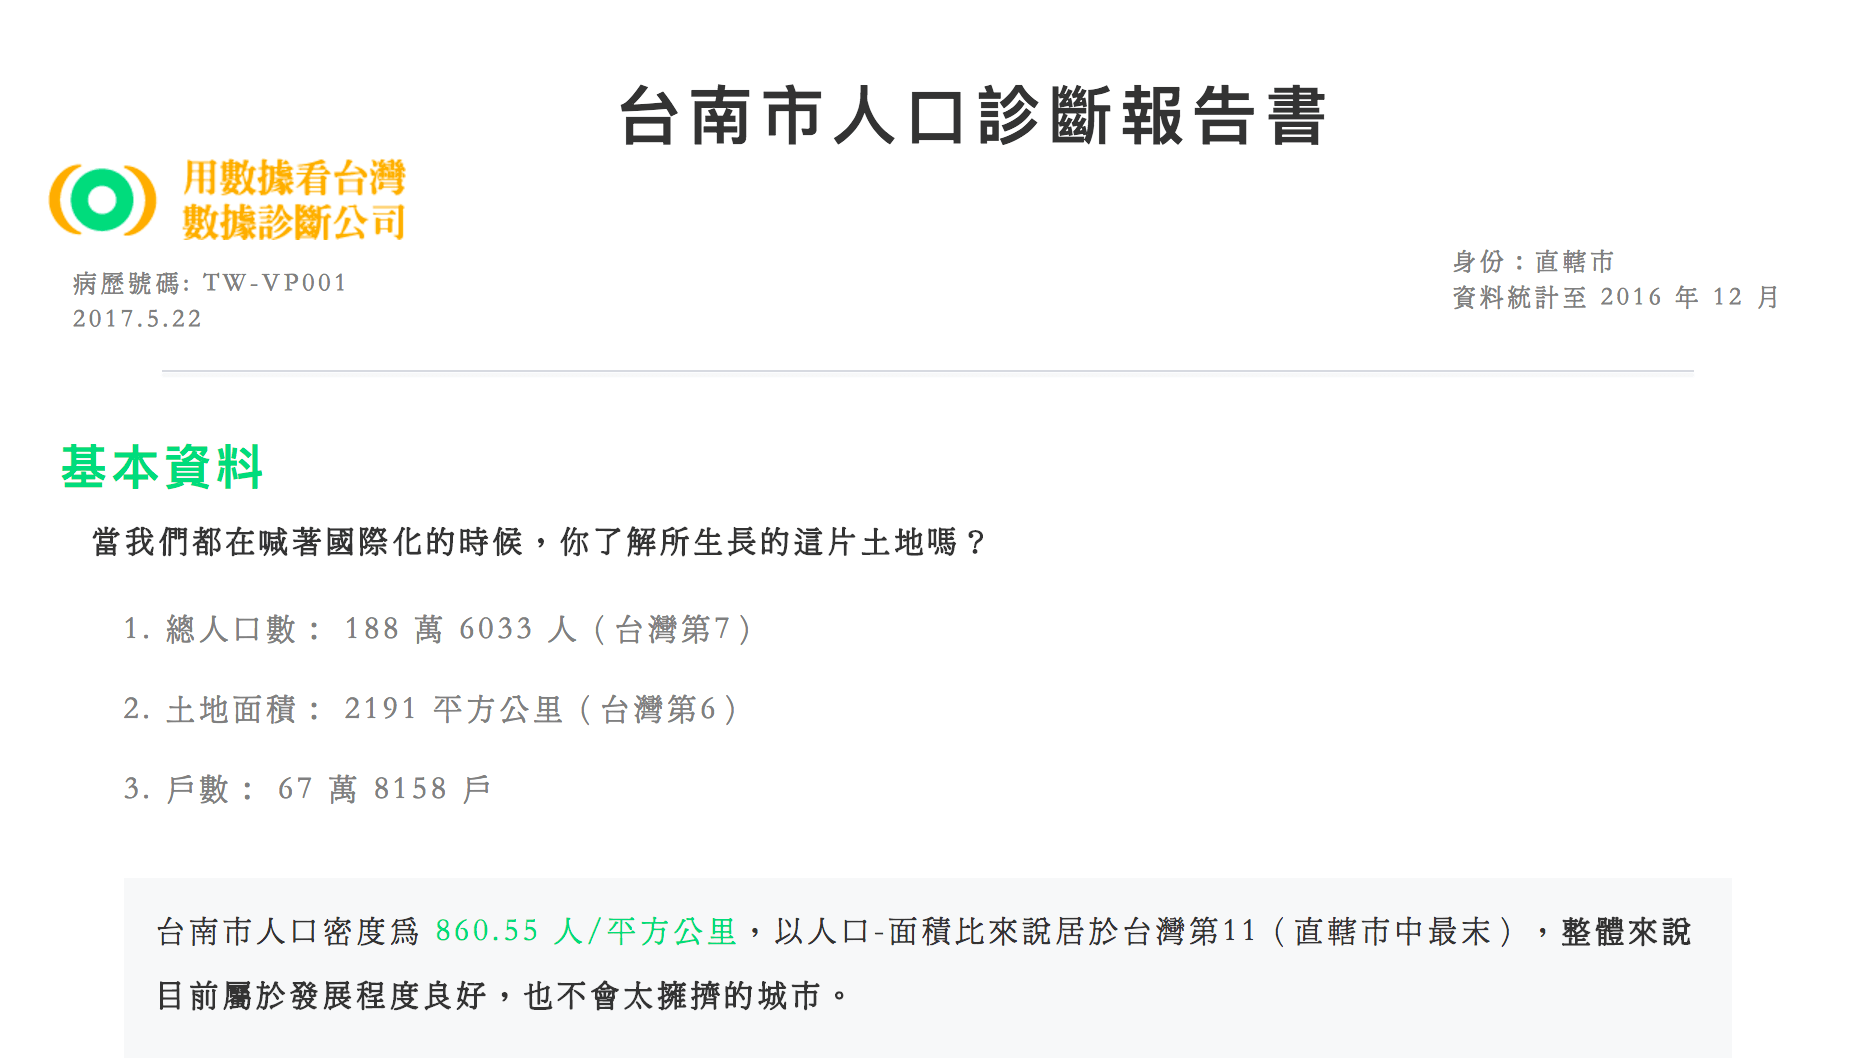 台南市人口診斷報告書
用數據看台灣
數據診斷公司
病歷號碼: TW-VP001
2017.5.22
身份：直轄市
資料統計至 2016 年 12 月
基本資料
當我們都在喊著國際化的時候，你了解所生長的這片土地嗎？
1. 總人口數： 188 萬 6033 人（台灣第7）
2. 土地面積： 2191 平方公里（台灣第6）
3. 戶數： 67 萬 8158 戶
台南市人口密度為 860.55 人/平方公里，以人口-面積比來說居於台灣第11（直轄市中最末），整體來說
目前屬於發展程度良好，也不會太擁擠的城市。